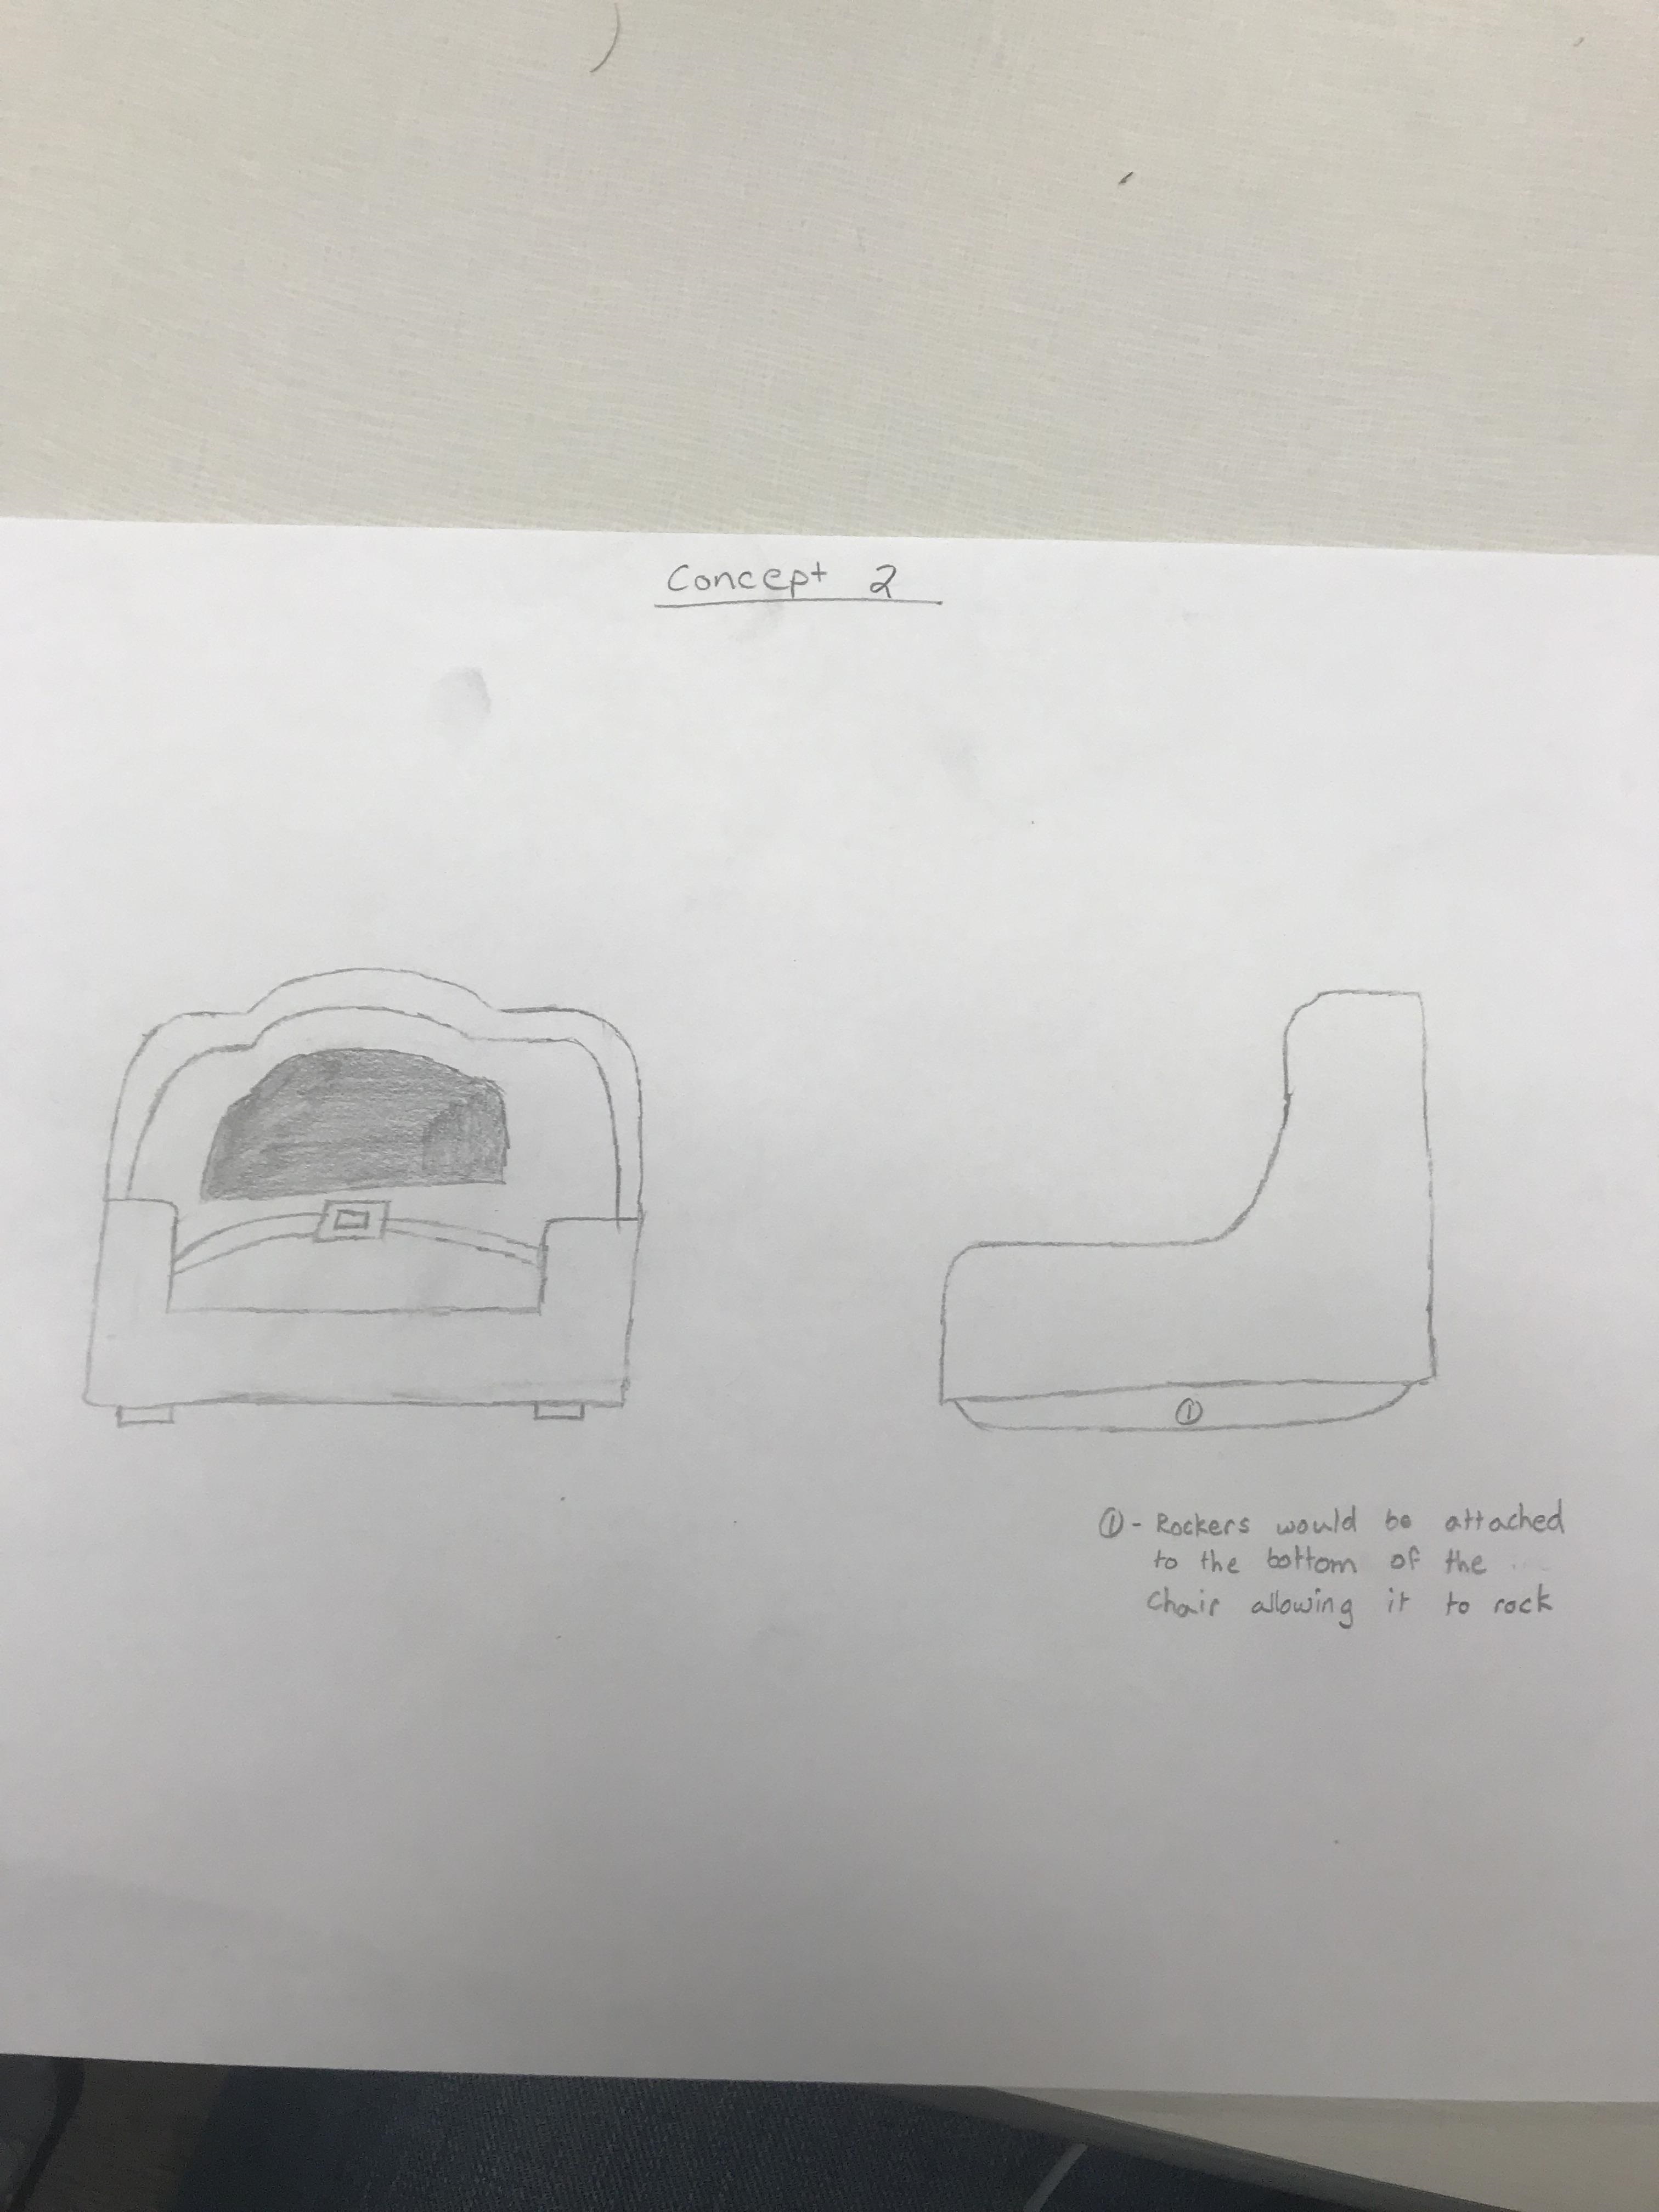 Concept 2
①
① - Rockers would be attached
to the bottom of the
Chair allowing it to rock